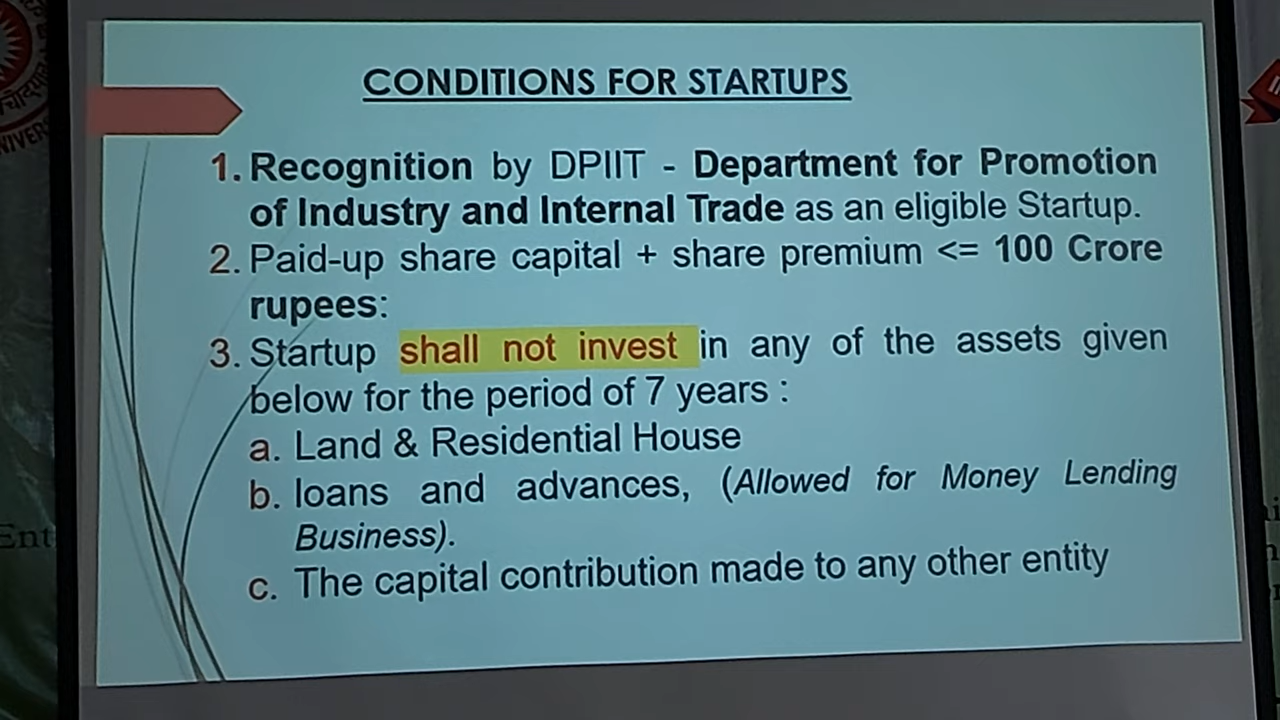 CONDITIONS FOR STARTUPS
1. Recognition by DPIIT - Department for Promotion
of Industry and Internal Trade as an eligible Startup.
2. Paid-up share capital + share premium <= 100 Crore
rupees:
3. Startup shall not invest in any of the assets given
below for the period of 7 years :
a. Land & Residential House
b. loans and advances, (Allowed for Money Lending
Business).
c. The capital contribution made to any other entity
Ent